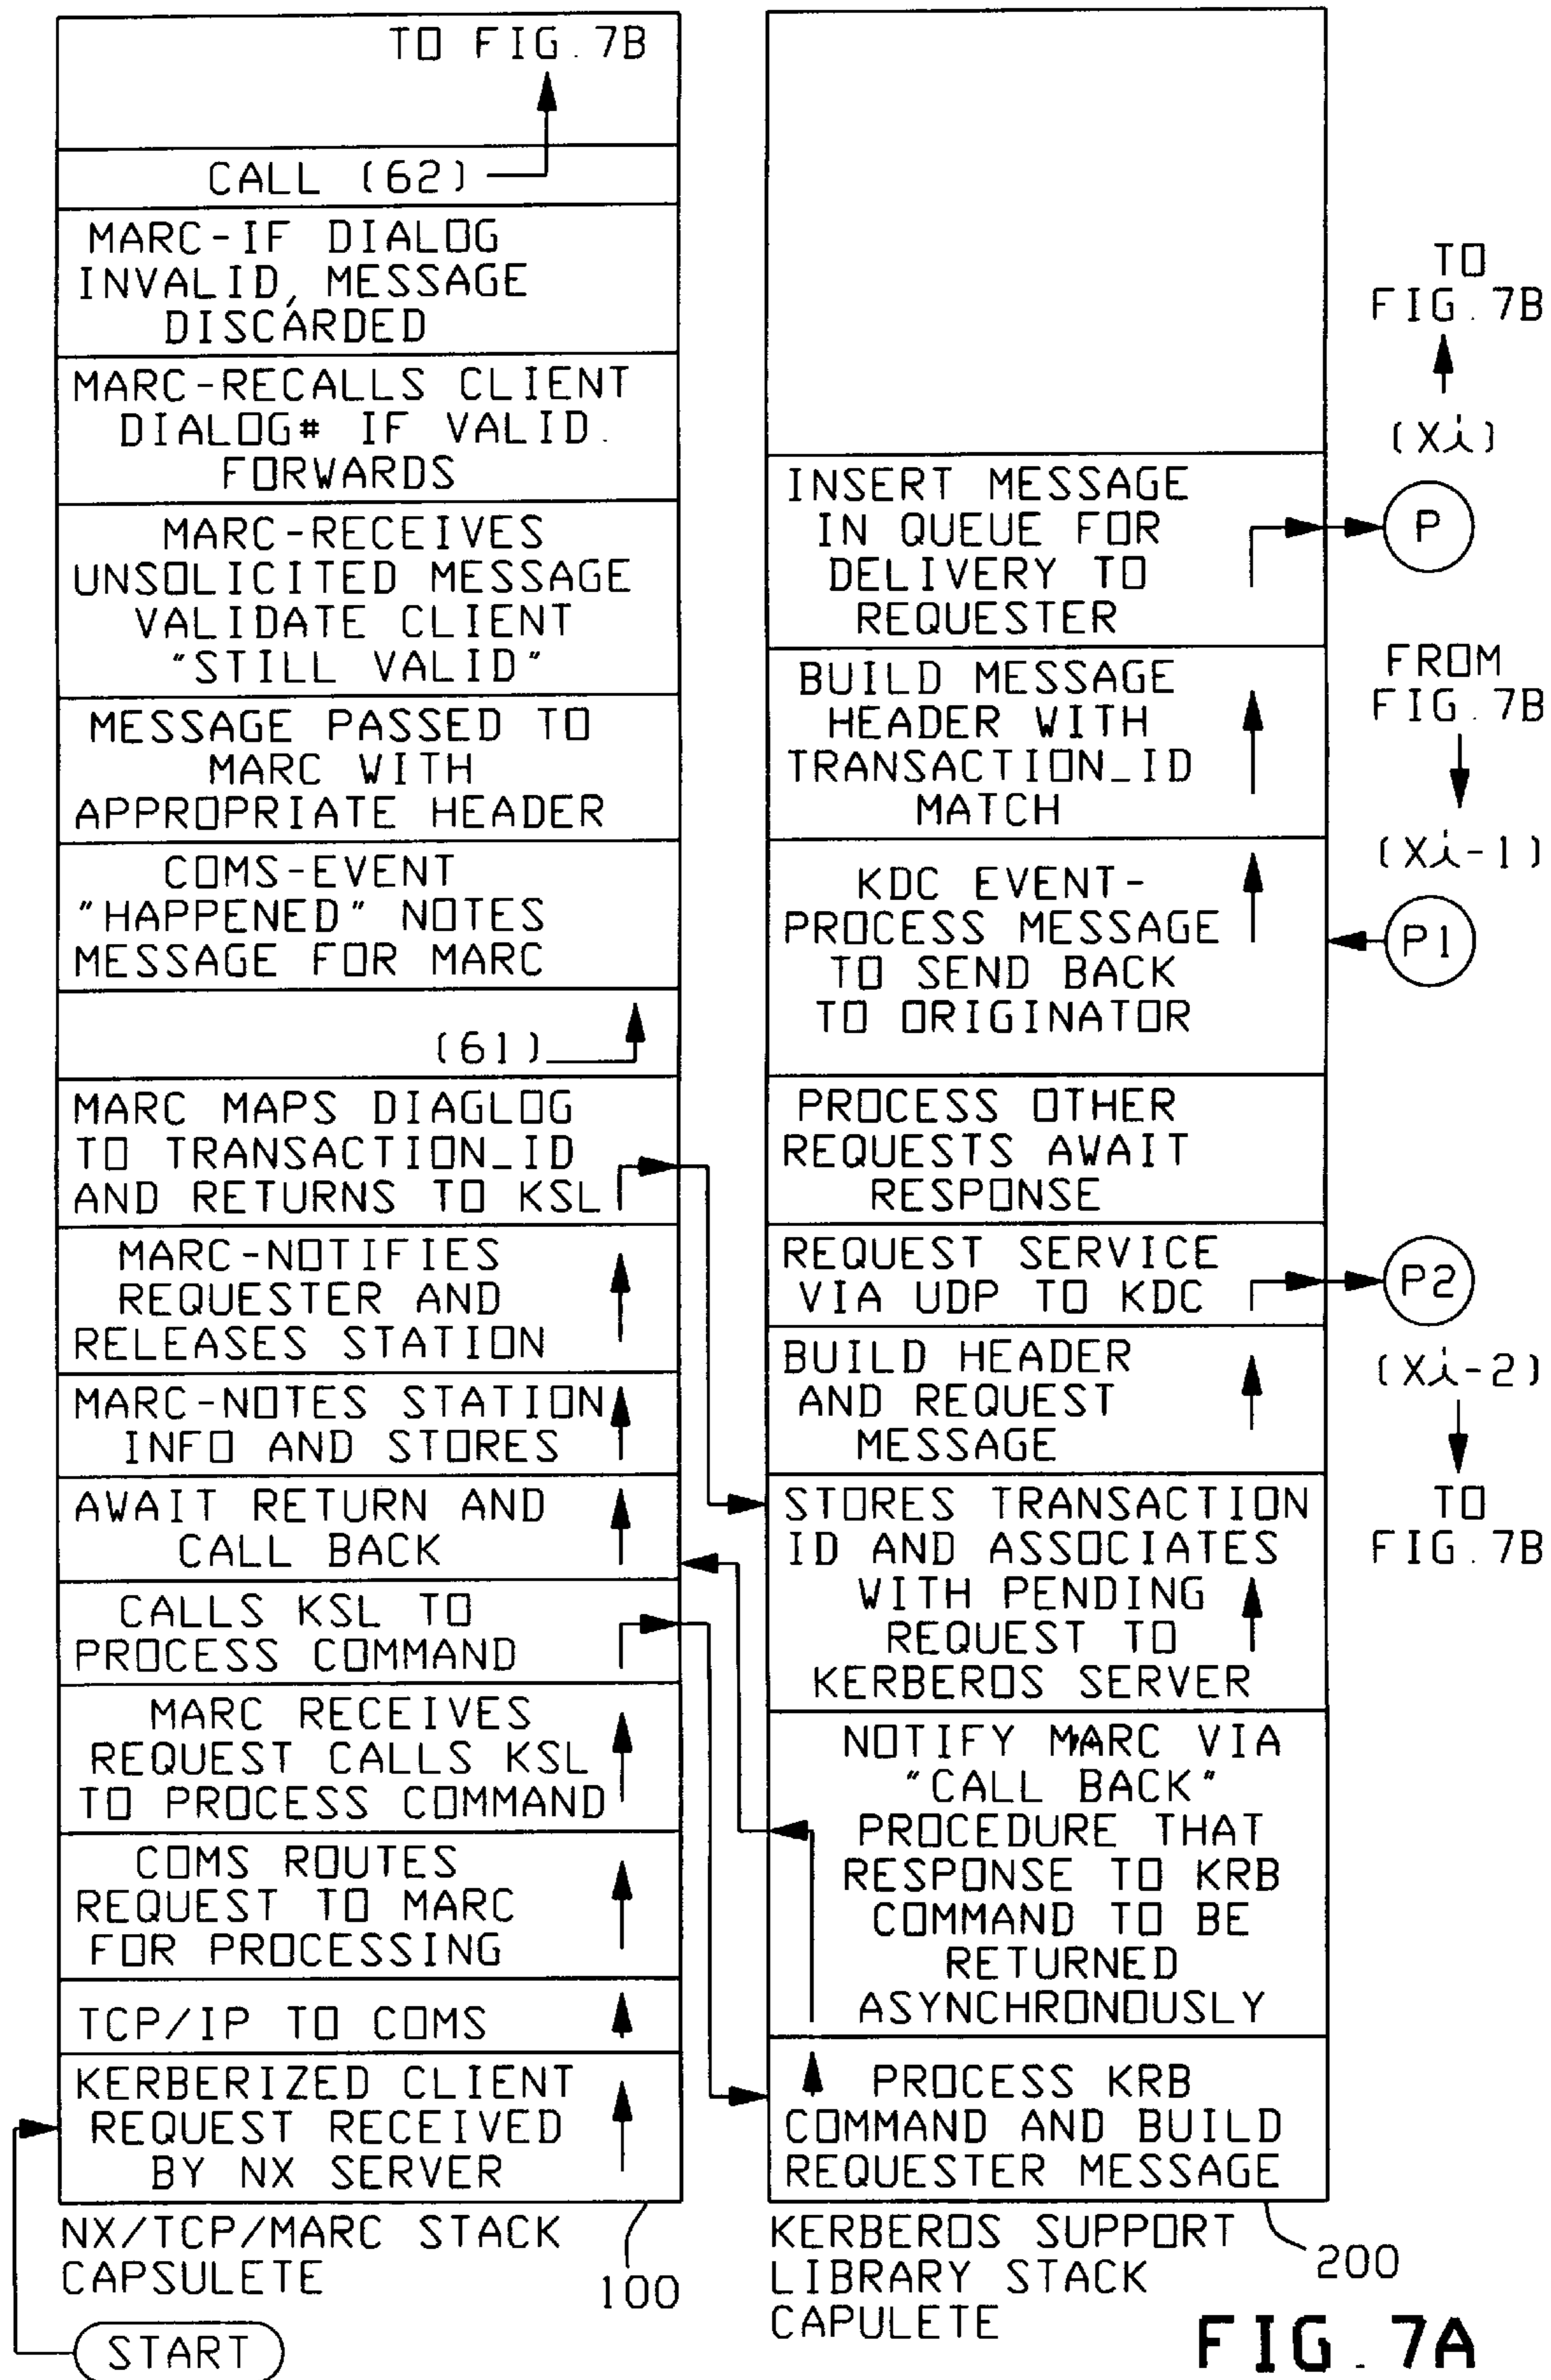 TO FIG. 7B
CALL (62)
MARC-IF DIALOG
INVALID, MESSAGE
DISCARDED
MARC-RECALLS CLIENT
DIALOG# IF VALID.
FORWARDS
MARC-RECEIVES
UNSOLICITED MESSAGE
VALIDATE CLIENT
"STILL VALID"
MESSAGE PASSED TO
MARC WITH
APPROPRIATE HEADER
COMS-EVENT
"HAPPENED" NOTES
MESSAGE FOR MARC
(61)
MARC MAPS DIAGLOG
TO TRANSACTION_ID
AND RETURNS TO KSL
MARC-NOTIFIES
REQUESTER AND
RELEASES STATION
MARC-NOTES STATION
INFO AND STORES
AWAIT RETURN AND
CALL BACK
CALLS KSL TO
PROCESS COMMAND
MARC RECEIVES
REQUEST CALLS KSL
TO PROCESS COMMAND
COMS ROUTES
REQUEST TO MARC
FOR PROCESSING
TCP/IP TO COMS
KERBERIZED CLIENT
REQUEST RECEIVED
BY NX SERVER
NX/TCP/MARC STACK
CAPSULETE
100
START
INSERT MESSAGE
IN QUEUE FOR
DELIVERY TO
REQUESTER
BUILD MESSAGE
HEADER WITH
TRANSACTION_ID
MATCH
KDC EVENT-
PROCESS MESSAGE
TO SEND BACK
TO ORIGINATOR
PROCESS OTHER
REQUESTS AWAIT
RESPONSE
REQUEST SERVICE
VIA UDP TO KDC
BUILD HEADER
AND REQUEST
MESSAGE
STORES TRANSACTION
ID AND ASSOCIATES
WITH PENDING
REQUEST TO
KERBEROS SERVER
NOTIFY MARC VIA
"CALL BACK"
PROCEDURE THAT
RESPONSE TO KRB
COMMAND TO BE
RETURNED
ASYNCHRONOUSLY
PROCESS KRB
COMMAND AND BUILD
REQUESTER MESSAGE
KERBEROS SUPPORT
LIBRARY STACK
CAPULETE
200
TO
FIG. 7B
(Xi)
P
FROM
FIG. 7B
(Xi-1)
P1
P2
(Xi-2)
TO
FIG. 7B
FIG. 7A